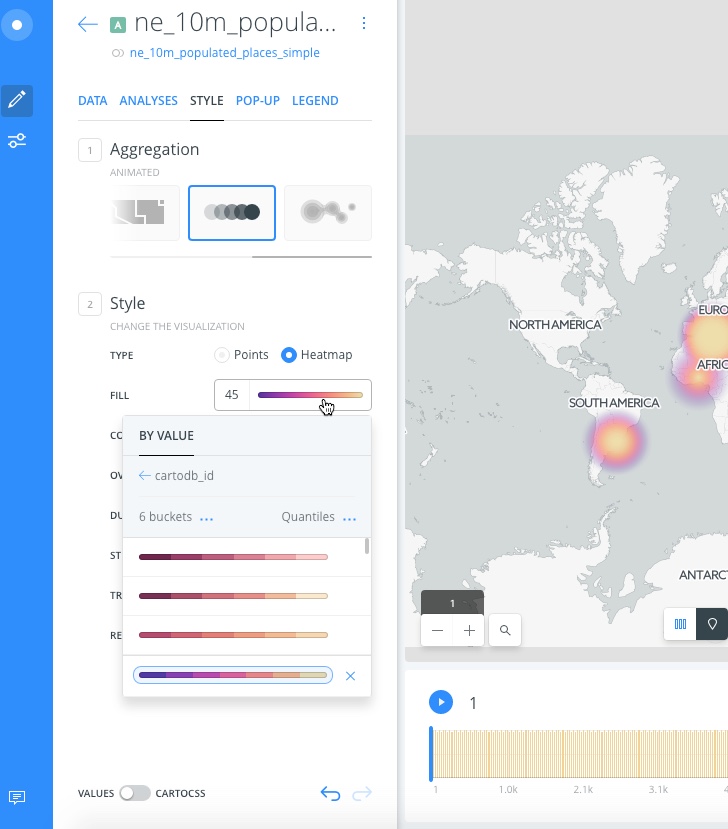 A ne_10m_popula...
ne_10m_populated_places_simple
DATA ANALYSES STYLE POP-UP LEGEND
1 Aggregation
ANIMATED
2 Style
CHANGE THE VISUALIZATION
TYPE Points Heatmap
FILL 45
CO
BY VALUE
OV
cartodb_id
DU
6 buckets ... Quantiles ...
ST
TR
RE
VALUES CARTOCSS
NORTH AMERICA
EURO
AFRIC
SOUTH AMERICA
ANTARCT
1
1
1 1.0k 2.1k 3.1k 4